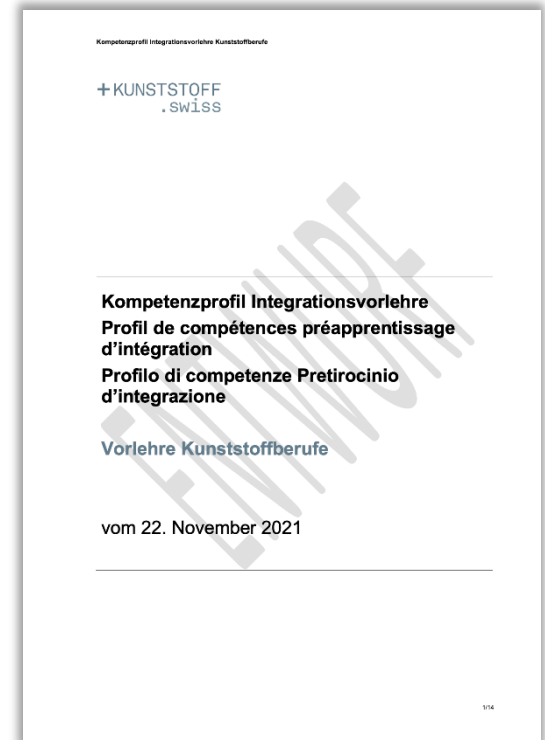 Kompetenzprofil Integrationsvorlehre Kunststoffberufe
+KUNSTSTOFF
.swiss
ENTWURF
Kompetenzprofil Integrationsvorlehre
Profil de compétences préapprentissage
d'intégration
Profilo di competenze Pretirocinio
d'integrazione
Vorlehre Kunststoffberufe
vom 22. November 2021
1/14